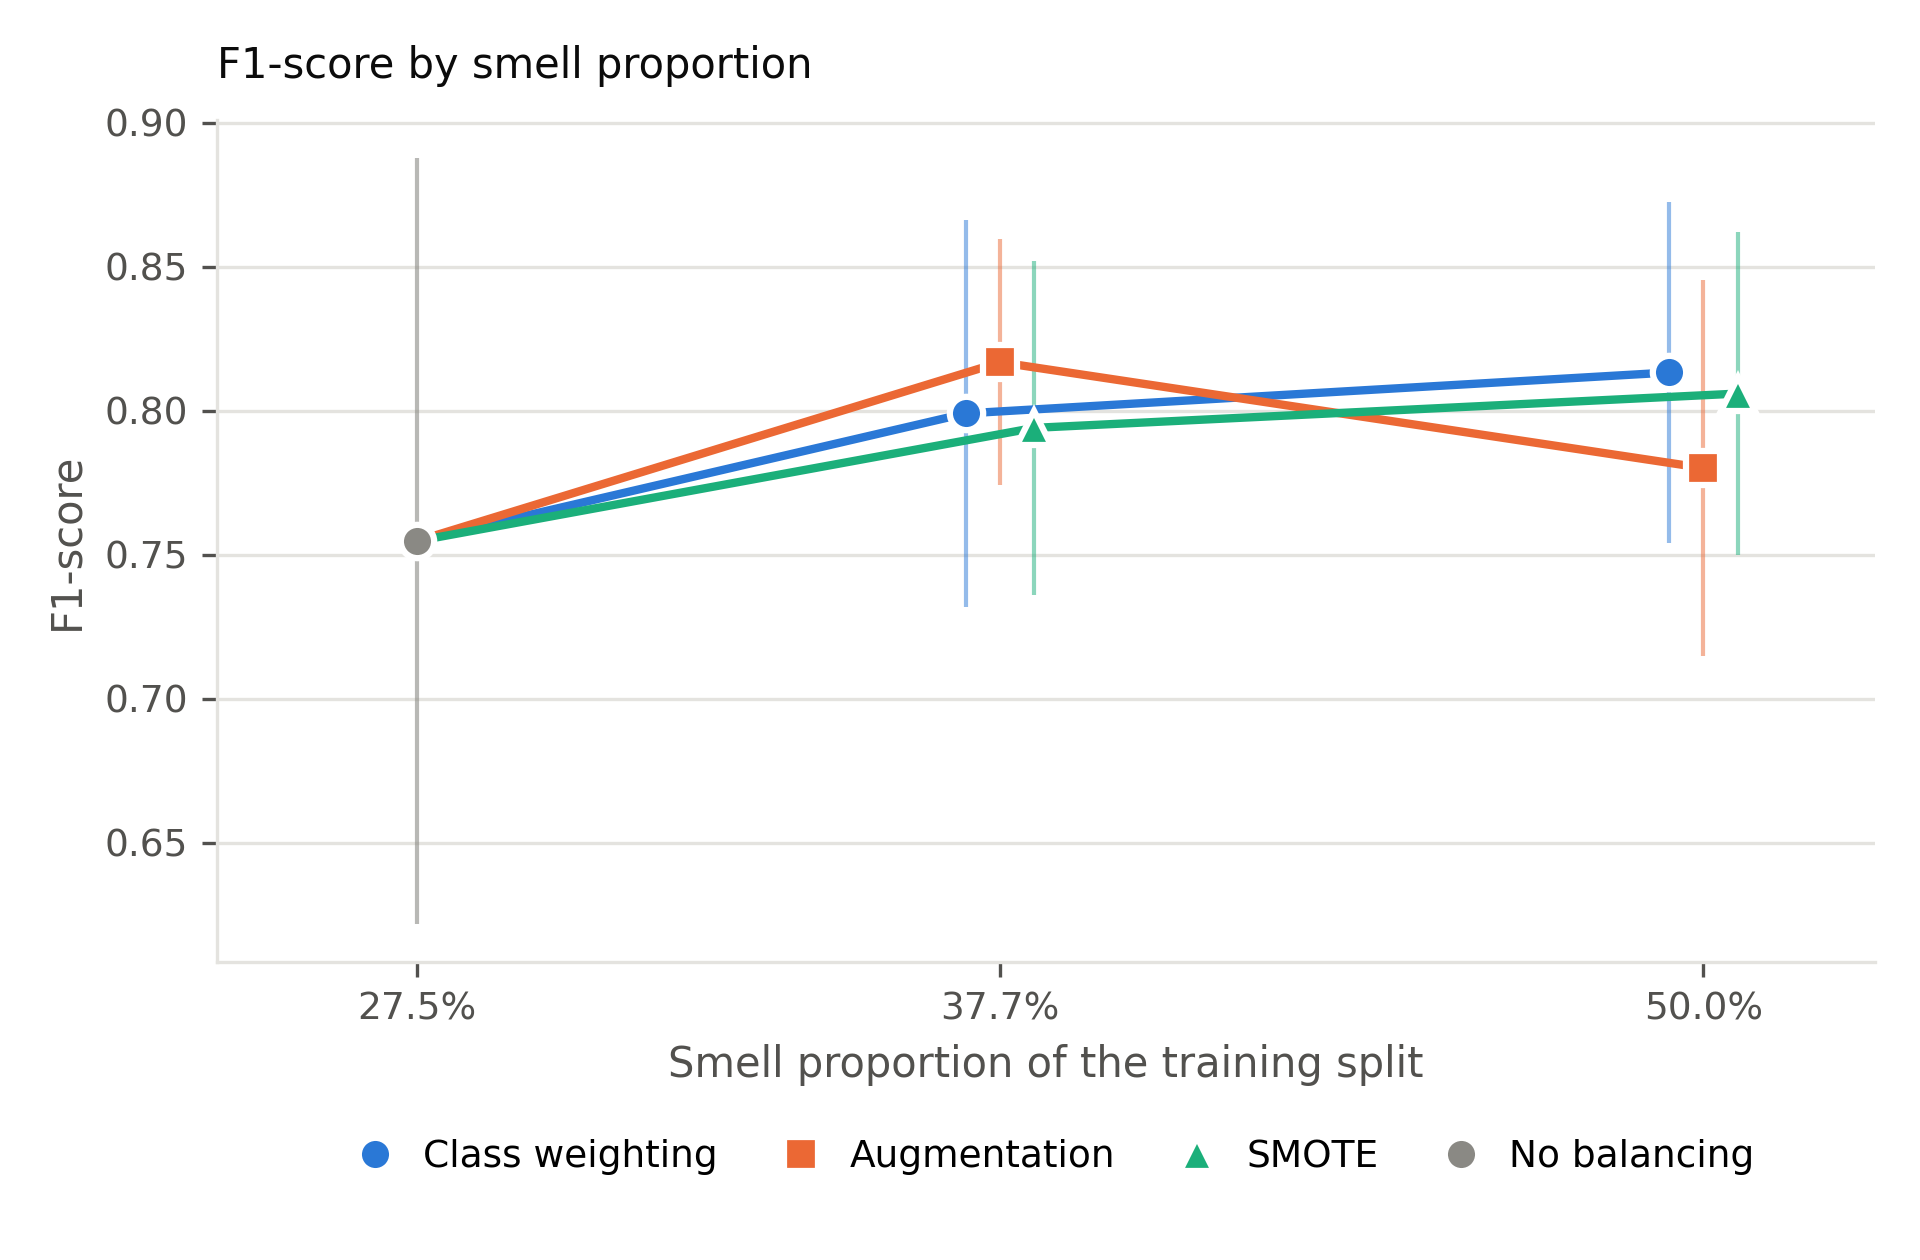 F1-score by smell proportion
0.90
0.85
0.80
0.75
0.70
0.65
F1-score
27.5% 37.7% 50.0%
Smell proportion of the training split
Class weighting Augmentation SMOTE No balancing